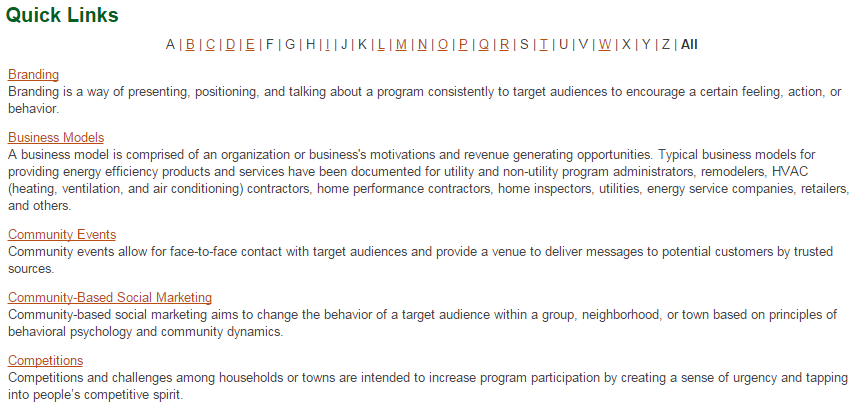 Quick Links
A | B | C | D | E | F | G | H | I | J | K | L | M | N | O | P | Q | R | S | T | U | V | W | X | Y | Z | All
Branding
Branding is a way of presenting, positioning, and talking about a program consistently to target audiences to encourage a certain feeling, action, or
behavior.
Business Models
A business model is comprised of an organization or business's motivations and revenue generating opportunities. Typical business models for
providing energy efficiency products and services have been documented for utility and non-utility program administrators, remodelers, HVAC
(heating, ventilation, and air conditioning) contractors, home performance contractors, home inspectors, utilities, energy service companies, retailers,
and others.
Community Events
Community events allow for face-to-face contact with target audiences and provide a venue to deliver messages to potential customers by trusted
sources.
Community-Based Social Marketing
Community-based social marketing aims to change the behavior of a target audience within a group, neighborhood, or town based on principles of
behavioral psychology and community dynamics.
Competitions
Competitions and challenges among households or towns are intended to increase program participation by creating a sense of urgency and tapping
into people's competitive spirit.